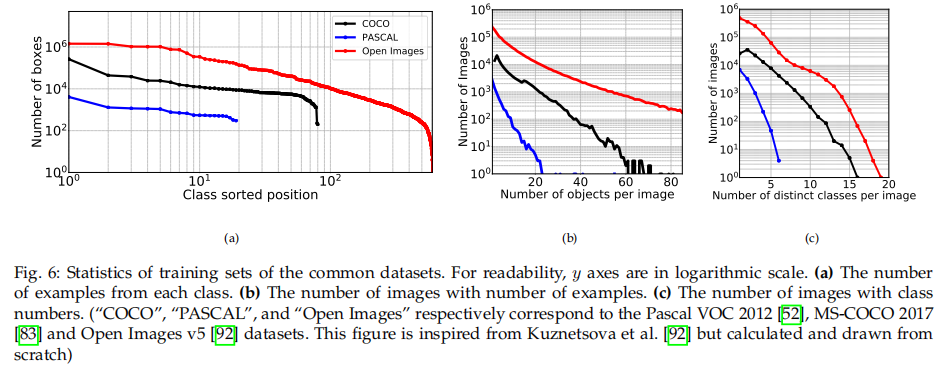 COCO
PASCAL
Open Images
Number of boxes
10^6
10^4
10^2
10^0
10^0
10^1
10^2
Class sorted position
(a)
Number of Images
10^6
10^5
10^4
10^3
10^2
10^1
10^0
20
40
60
80
Number of objects per image
(b)
Number of images
10^6
10^5
10^4
10^3
10^2
10^1
10^0
5
10
15
20
Number of distinct classes per image
(c)
Fig. 6: Statistics of training sets of the common datasets. For readability, y axes are in logarithmic scale. (a) The number
of examples from each class. (b) The number of images with number of examples. (c) The number of images with class
numbers. (“COCO”, “PASCAL”, and “Open Images” respectively correspond to the Pascal VOC 2012 [52], MS-COCO 2017
[83] and Open Images v5 [92] datasets. This figure is inspired from Kuznetsova et al. [92] but calculated and drawn from
scratch)